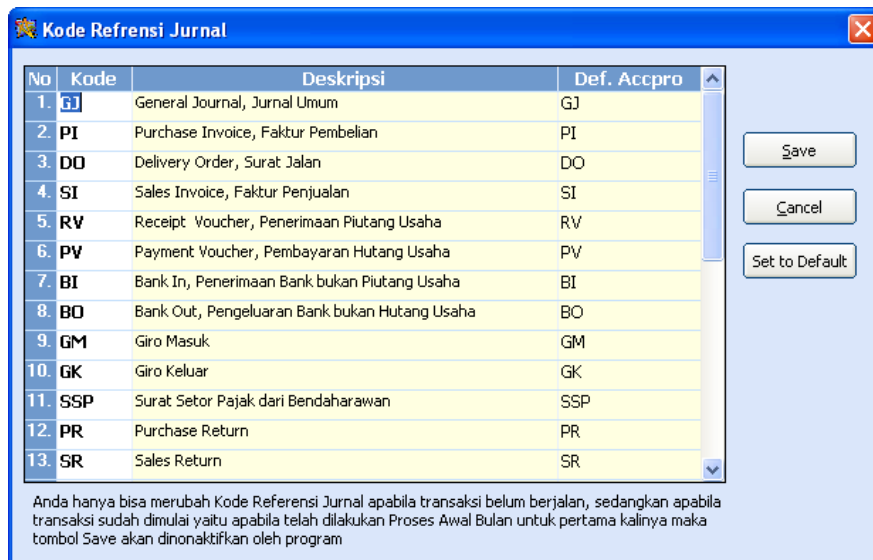 Kode Refrensi Jurnal
No Kode Deskripsi Def. Accpro
1. GJ General Journal, Jurnal Umum GJ
2. PI Purchase Invoice, Faktur Pembelian PI
3. DO Delivery Order, Surat Jalan DO
4. SI Sales Invoice, Faktur Penjualan SI
5. RV Receipt  Voucher, Penerimaan Piutang Usaha RV
6. PV Payment Voucher, Pembayaran Hutang Usaha PV
7. BI Bank In, Penerimaan Bank bukan Piutang Usaha BI
8. BO Bank Out, Pengeluaran Bank bukan Hutang Usaha BO
9. GM Giro Masuk GM
10. GK Giro Keluar GK
11. SSP Surat Setor Pajak dari Bendaharawan SSP
12. PR Purchase Return PR
13. SR Sales Return SR
Save
Cancel
Set to Default
Anda hanya bisa merubah Kode Referensi Jurnal apabila transaksi belum berjalan, sedangkan apabila
transaksi sudah dimulai yaitu apabila telah dilakukan Proses Awal Bulan untuk pertama kalinya maka
tombol Save akan dinonaktifkan oleh program